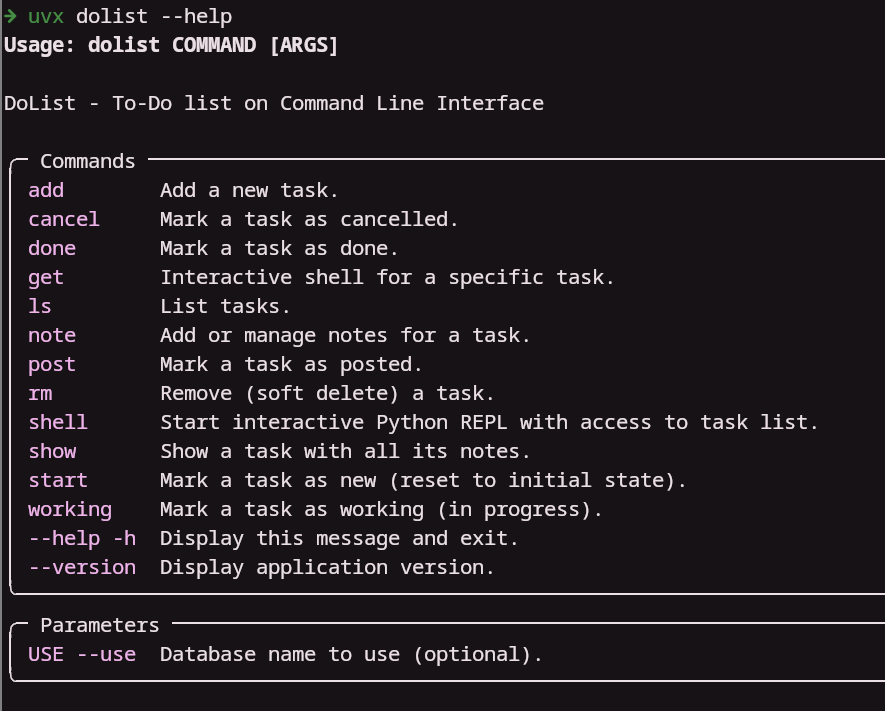 ➜ uvx dolist --help
Usage: dolist COMMAND [ARGS]
DoList - To-Do list on Command Line Interface
Commands
add Add a new task.
cancel Mark a task as cancelled.
done Mark a task as done.
get Interactive shell for a specific task.
ls List tasks.
note Add or manage notes for a task.
post Mark a task as posted.
rm Remove (soft delete) a task.
shell Start interactive Python REPL with access to task list.
show Show a task with all its notes.
start Mark a task as new (reset to initial state).
working Mark a task as working (in progress).
--help -h Display this message and exit.
--version Display application version.
Parameters
USE --use Database name to use (optional).